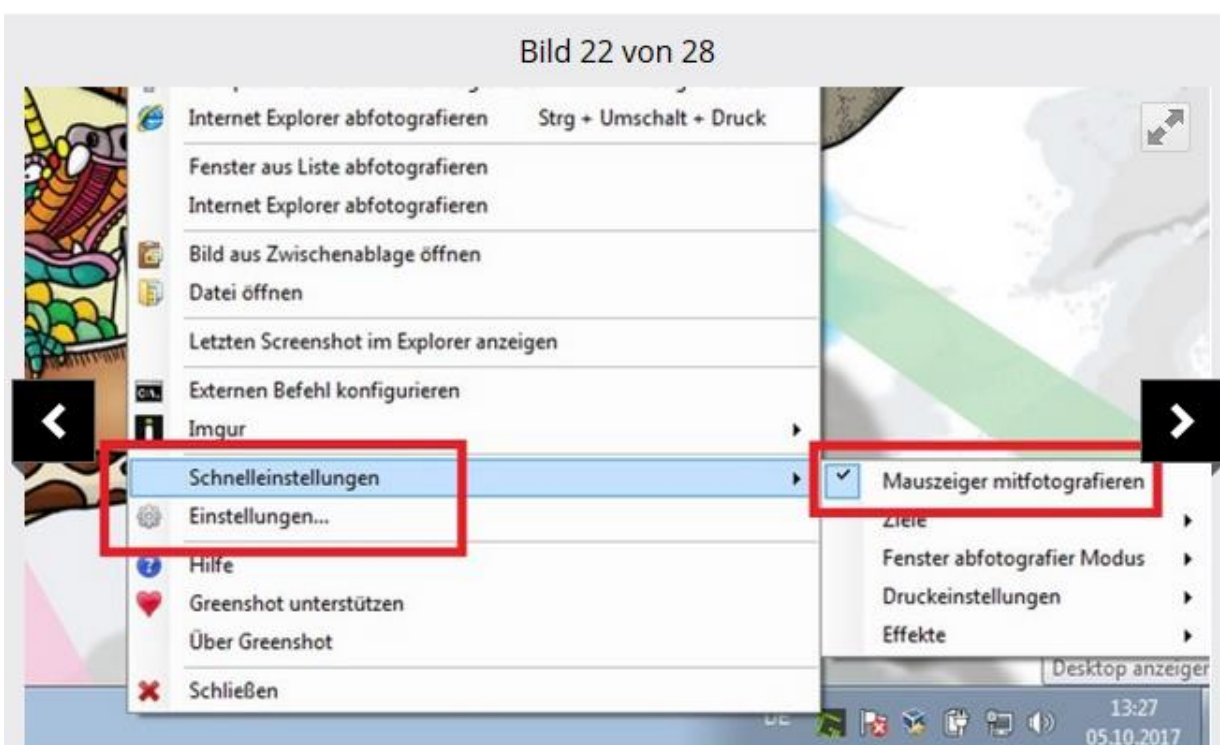 Bild 22 von 28
Internet Explorer abfotografieren Strg + Umschalt + Druck
Fenster aus Liste abfotografieren
Internet Explorer abfotografieren
Bild aus Zwischenablage öffnen
Datei öffnen
Letzten Screenshot im Explorer anzeigen
Externen Befehl konfigurieren
Imgur
Schnelleinstellungen
Einstellungen...
Hilfe
Greenshot unterstützen
Über Greenshot
Schließen
Mauszeiger mitfotografieren
Ziele
Fenster abfotografier Modus
Druckeinstellungen
Effekte
Desktop anzeigen
DE
13:27
05.10.2017